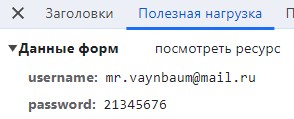 Заголовки Полезная нагрузка
Данные форм посмотреть ресурс
username: mr.vaynbaum@mail.ru
password: 21345676